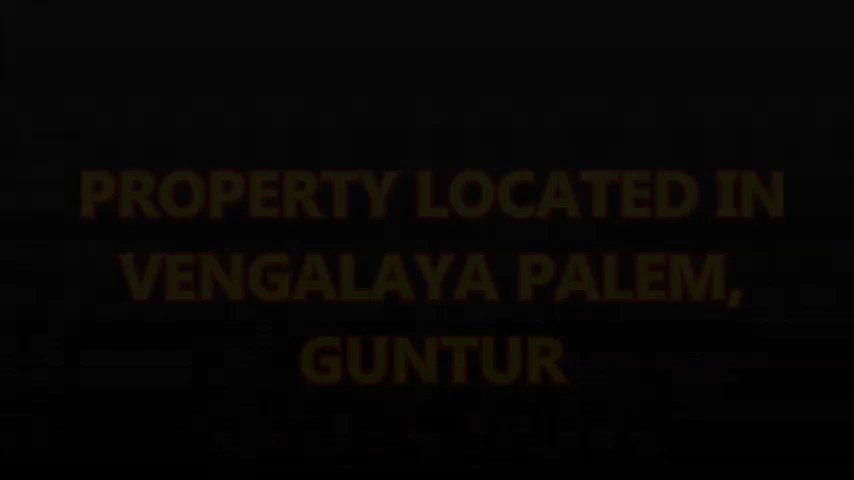 PROPERTY LOCATED IN
VENGALAYA PALEM,
GUNTUR